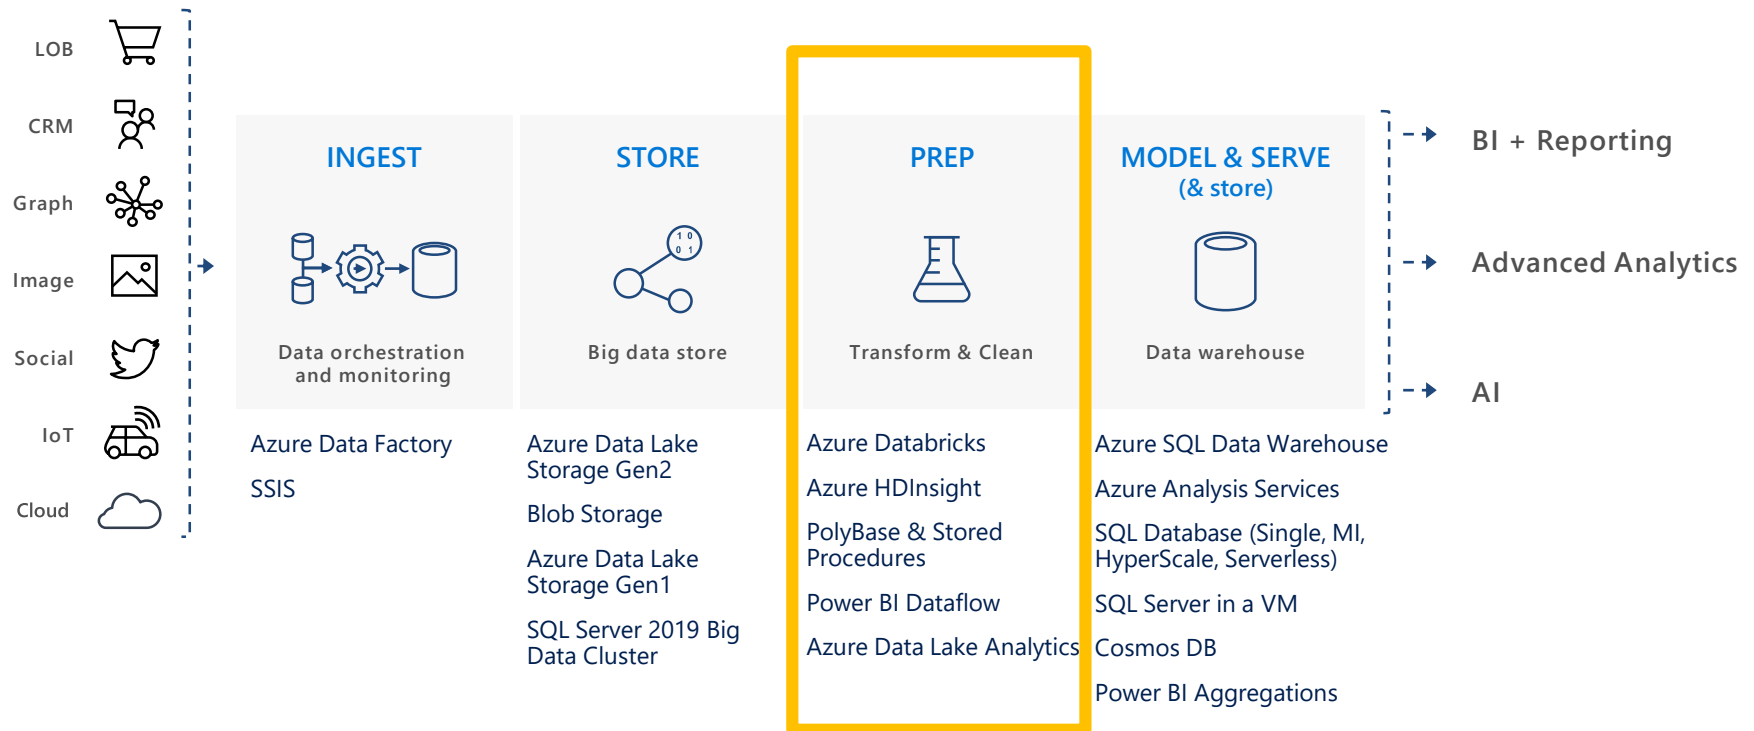 LOB
CRM
Graph
Image
Social
IoT
Cloud
INGEST
Data orchestration
and monitoring
Azure Data Factory
SSIS
STORE
10
01
Big data store
Azure Data Lake
Storage Gen2
Blob Storage
Azure Data Lake
Storage Gen1
SQL Server 2019 Big
Data Cluster
PREP
Transform & Clean
Azure Databricks
Azure HDInsight
PolyBase & Stored
Procedures
Power BI Dataflow
Azure Data Lake Analytics
MODEL & SERVE
(& store)
Data warehouse
Azure SQL Data Warehouse
Azure Analysis Services
SQL Database (Single, MI,
HyperScale, Serverless)
SQL Server in a VM
Cosmos DB
Power BI Aggregations
BI + Reporting
Advanced Analytics
AI